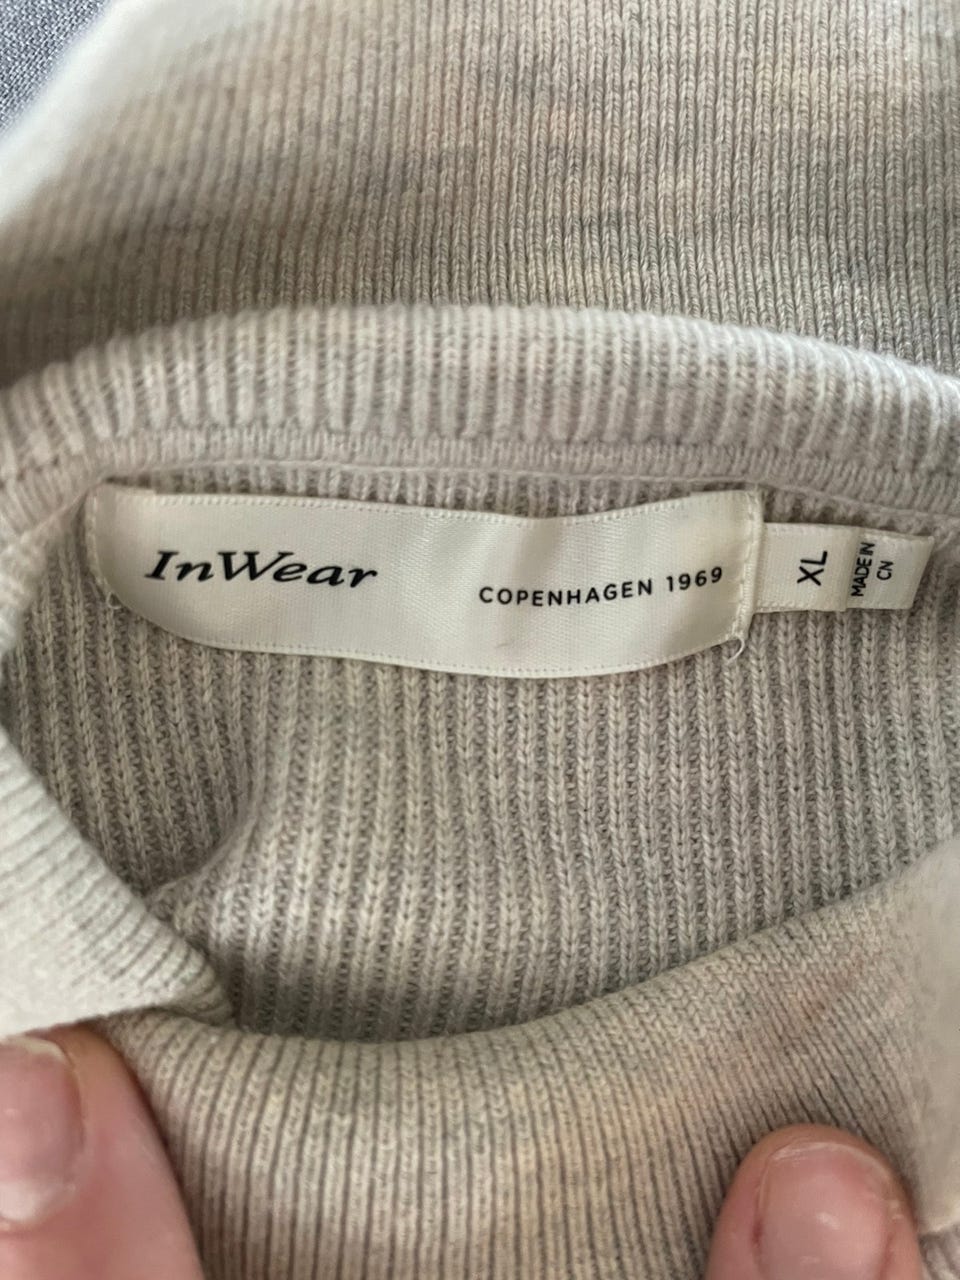 InWear
COPENHAGEN 1969
XL
MADE IN
CN